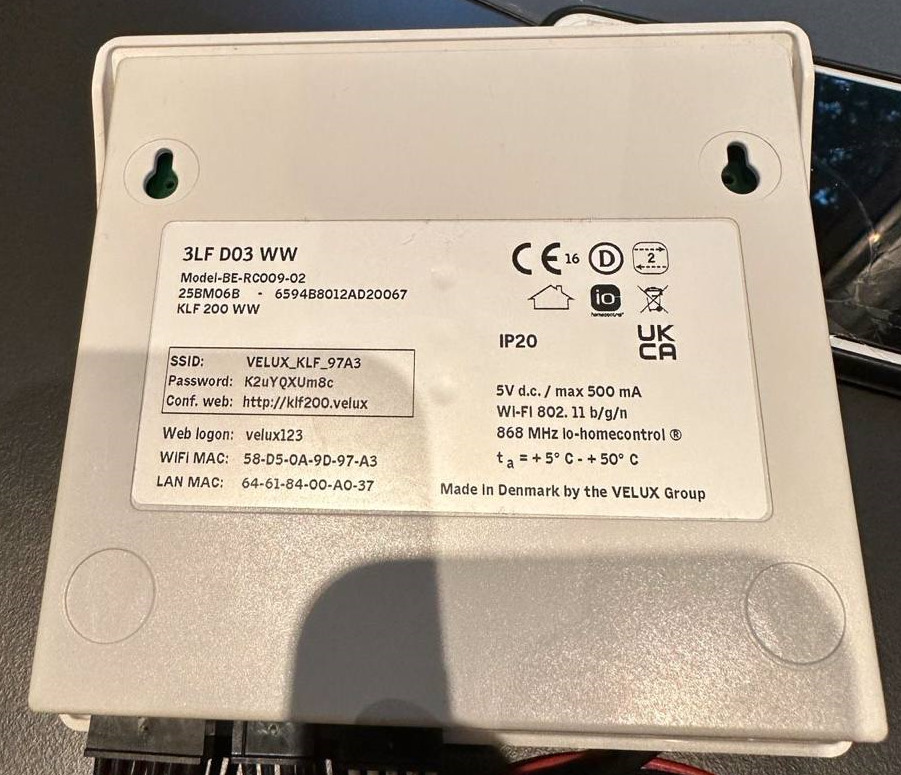 3LF D03 WW
Model-BE-RC009-02
25BM06B - 6594B8012AD20067
KLF 200 WW
SSID: VELUX_KLF_97A3
Password: K2uYQXUm8c
Conf. web: http://klf200.velux
Web logon: velux123
WiFi MAC: 58-D5-0A-9D-97-A3
LAN MAC: 64-61-84-00-A0-37
CE 16 D 2
io
homecontrol®
IP20
UK
CA
5V d.c. / max 500 mA
Wi-Fi 802. 11 b/g/n
868 MHz io-homecontrol ®
ta = + 5° C - + 50° C
Made in Denmark by the VELUX Group